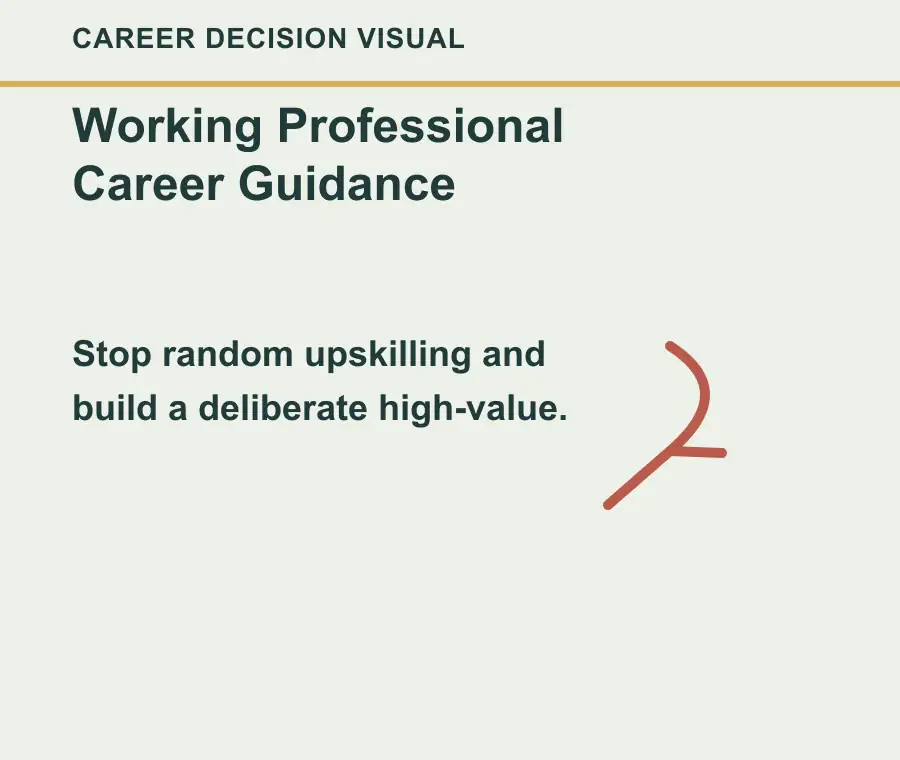 CAREER DECISION VISUAL
Working Professional
Career Guidance
Stop random upskilling and
build a deliberate high-value.